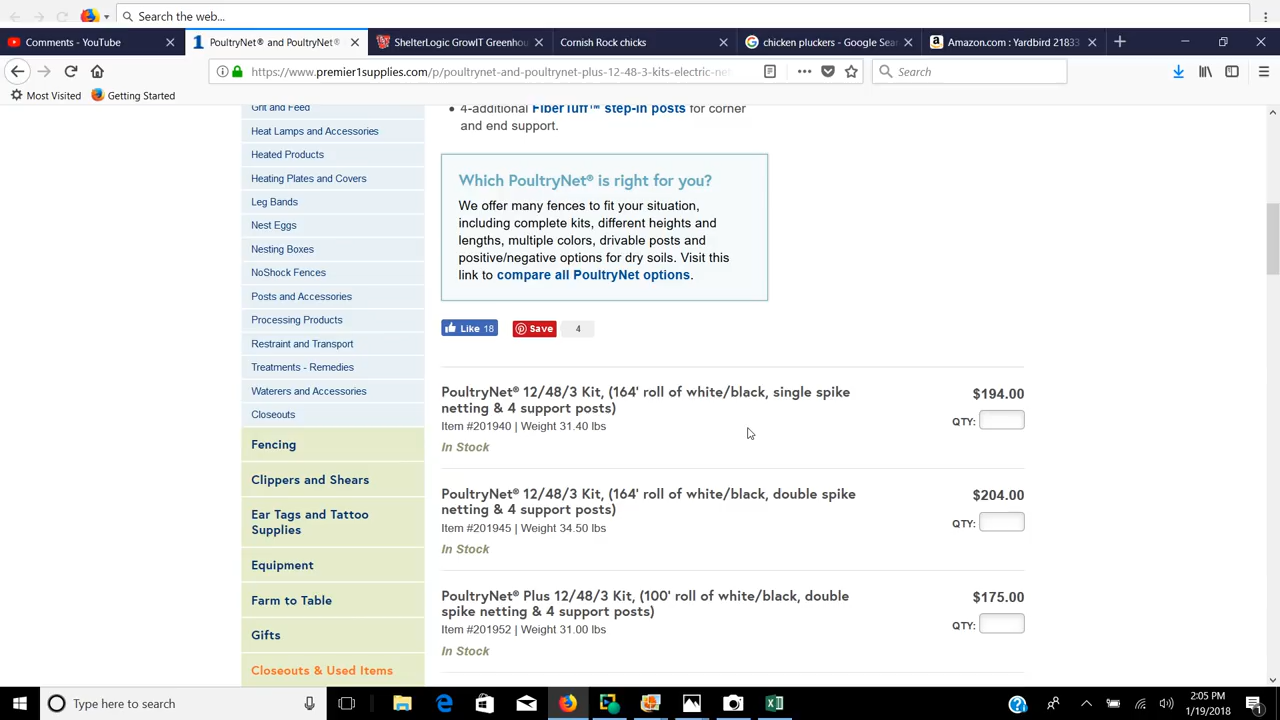 Search the web...
Comments - YouTube
1 PoultryNet® and PoultryNet®
ShelterLogic GrowIT Greenhou
Cornish Rock chicks
chicken pluckers - Google Sea
Amazon.com : Yardbird 21833
https://www.premier1supplies.com/p/poultrynet-and-poultrynet-plus-12-48-3-kits-electric-ne
Search
Most Visited
Getting Started
Grit and Feed
Heat Lamps and Accessories
Heated Products
Heating Plates and Covers
Leg Bands
Nest Eggs
Nesting Boxes
NoShock Fences
Posts and Accessories
Processing Products
Restraint and Transport
Treatments - Remedies
Waterers and Accessories
Closeouts
Fencing
Clippers and Shears
Ear Tags and Tattoo
Supplies
Equipment
Farm to Table
Gifts
Closeouts & Used Items
4-additional FiberTuff™ step-in posts for corner
and end support.
Which PoultryNet® is right for you?
We offer many fences to fit your situation,
including complete kits, different heights and
lengths, multiple colors, drivable posts and
positive/negative options for dry soils. Visit this
link to compare all PoultryNet options.
Like 18
Save
4
PoultryNet® 12/48/3 Kit, (164' roll of white/black, single spike
netting & 4 support posts)
$194.00
Item #201940 | Weight 31.40 lbs
QTY:
In Stock
PoultryNet® 12/48/3 Kit, (164' roll of white/black, double spike
netting & 4 support posts)
$204.00
Item #201945 | Weight 34.50 lbs
QTY:
In Stock
PoultryNet® Plus 12/48/3 Kit, (100' roll of white/black, double
spike netting & 4 support posts)
$175.00
Item #201952 | Weight 31.00 lbs
QTY:
In Stock
Type here to search
2:05 PM
1/19/2018
1